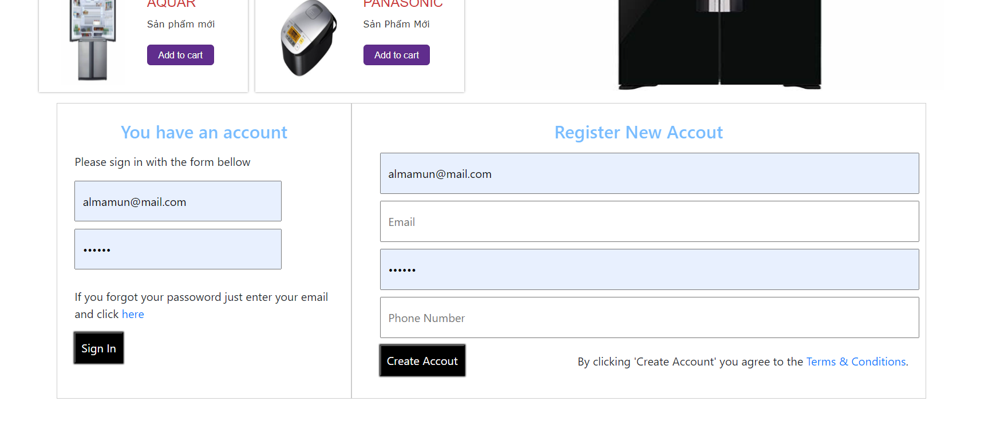 AQUAR
Sản phẩm mới
Add to cart
PANASONIC
Sản Phẩm Mới
Add to cart
You have an account
Please sign in with the form bellow
almamun@mail.com
••••••
If you forgot your passoword just enter your email
and click here
Sign In
Register New Accout
almamun@mail.com
Email
••••••
Phone Number
Create Accout
By clicking 'Create Account' you agree to the Terms & Conditions.